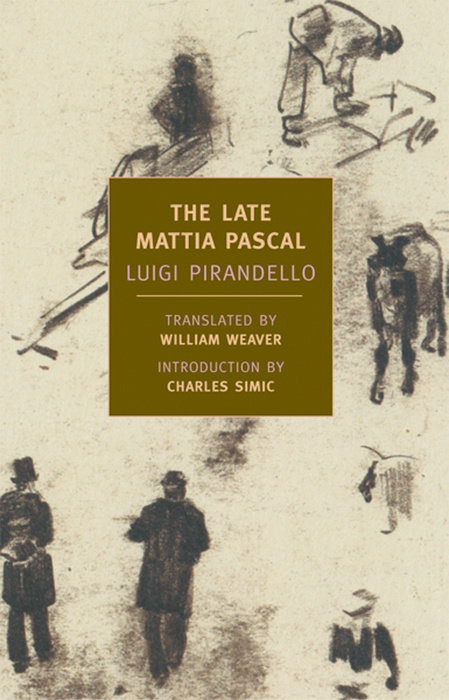 THE LATE
MATTIA PASCAL
LUIGI PIRANDELLO
TRANSLATED BY
WILLIAM WEAVER
INTRODUCTION BY
CHARLES SIMIC